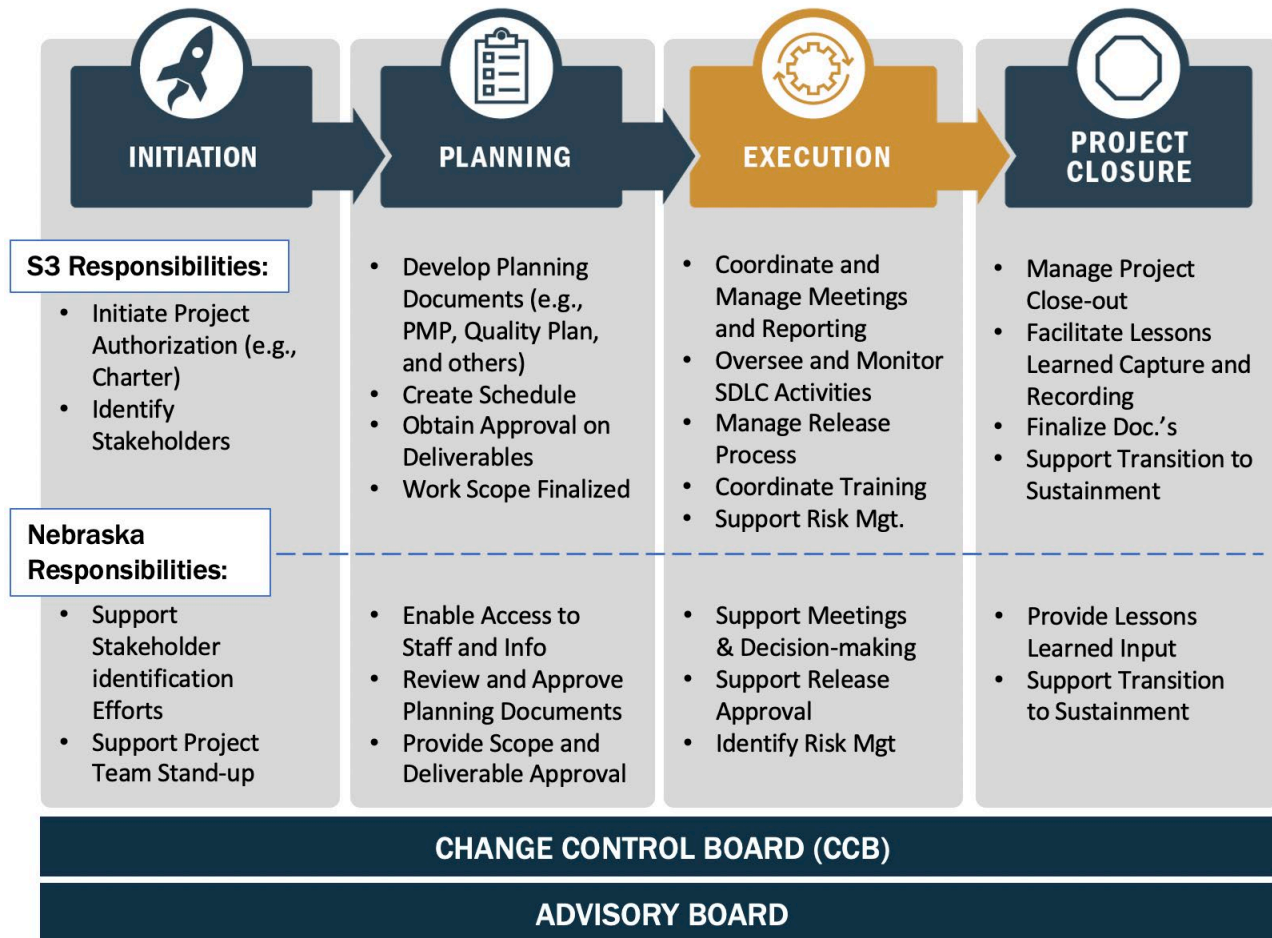 INITIATION
PLANNING
EXECUTION
PROJECT
CLOSURE
S3 Responsibilities:
• Initiate Project
Authorization (e.g.,
Charter)
• Identify
Stakeholders
• Develop Planning
Documents (e.g.,
PMP, Quality Plan,
and others)
• Create Schedule
• Obtain Approval on
Deliverables
• Work Scope Finalized
• Coordinate and
Manage Meetings
and Reporting
• Oversee and Monitor
SDLC Activities
• Manage Release
Process
• Coordinate Training
• Support Risk Mgt.
• Manage Project
Close-out
• Facilitate Lessons
Learned Capture and
Recording
• Finalize Doc.’s
• Support Transition to
Sustainment
Nebraska
Responsibilities:
• Support
Stakeholder
identification
Efforts
• Support Project
Team Stand-up
• Enable Access to
Staff and Info
• Review and Approve
Planning Documents
• Provide Scope and
Deliverable Approval
• Support Meetings
& Decision-making
• Support Release
Approval
• Identify Risk Mgt
• Provide Lessons
Learned Input
• Support Transition
to Sustainment
CHANGE CONTROL BOARD (CCB)
ADVISORY BOARD